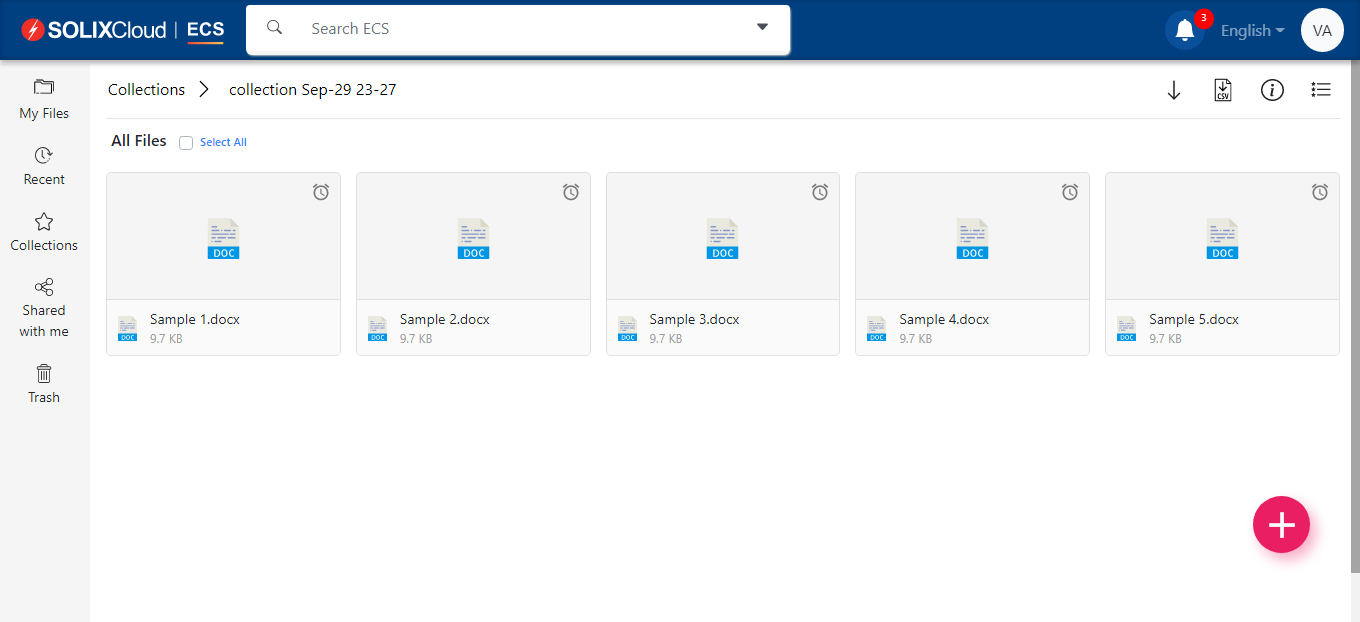 SOLIXCloud | ECS
Search ECS
3
English
VA
My Files
Recent
Collections
Shared
with me
Trash
Collections
collection Sep-29 23-27
CSV
All Files
Select All
DOC
DOC
DOC
DOC
DOC
DOC
Sample 1.docx
9.7 KB
DOC
Sample 2.docx
9.7 KB
DOC
Sample 3.docx
9.7 KB
DOC
Sample 4.docx
9.7 KB
DOC
Sample 5.docx
9.7 KB